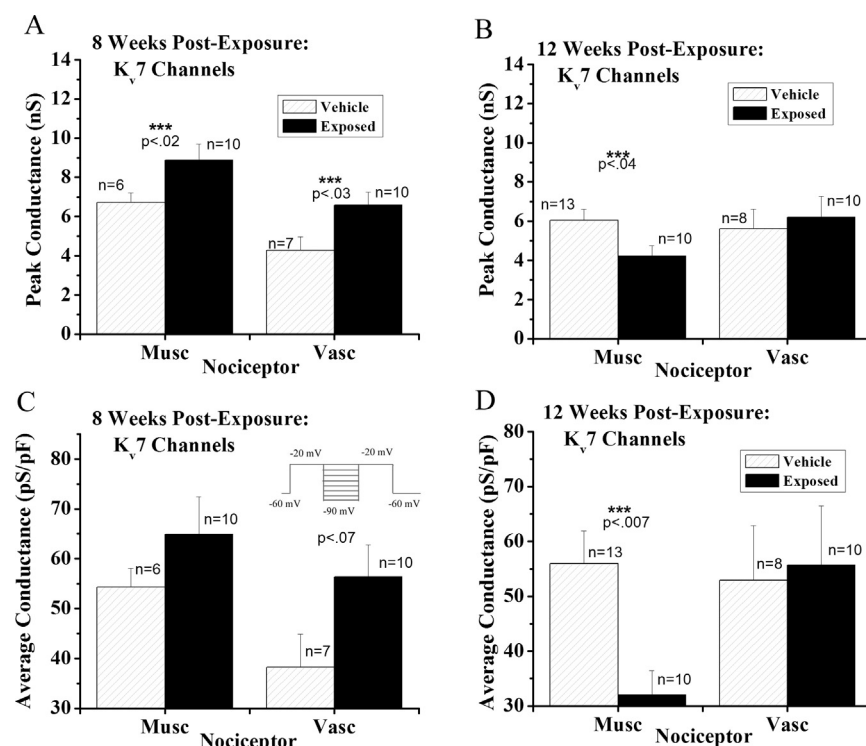 A
8 Weeks Post-Exposure:
Kv7 Channels
Peak Conductance (nS)
14
12
10
8
6
4
2
0
Vehicle
Exposed
n=6
***
p<.02
n=10
n=7
***
p<.03
n=10
Musc
Vasc
Nociceptor
B
12 Weeks Post-Exposure:
Kv7 Channels
Peak Conductance (nS)
14
12
10
8
6
4
2
0
Vehicle
Exposed
n=13
***
p<.04
n=10
n=8
n=10
Musc
Vasc
Nociceptor
C
8 Weeks Post-Exposure:
Kv7 Channels
Average Conductance (pS/pF)
80
70
60
50
40
30
-20 mV
-20 mV
-60 mV
-90 mV
-60 mV
n=6
n=10
n=7
p<.07
n=10
Musc
Vasc
Nociceptor
D
12 Weeks Post-Exposure:
Kv7 Channels
Average Conductance (pS/pF)
80
70
60
50
40
30
Vehicle
Exposed
***
p<.007
n=13
n=10
n=8
n=10
Musc
Vasc
Nociceptor